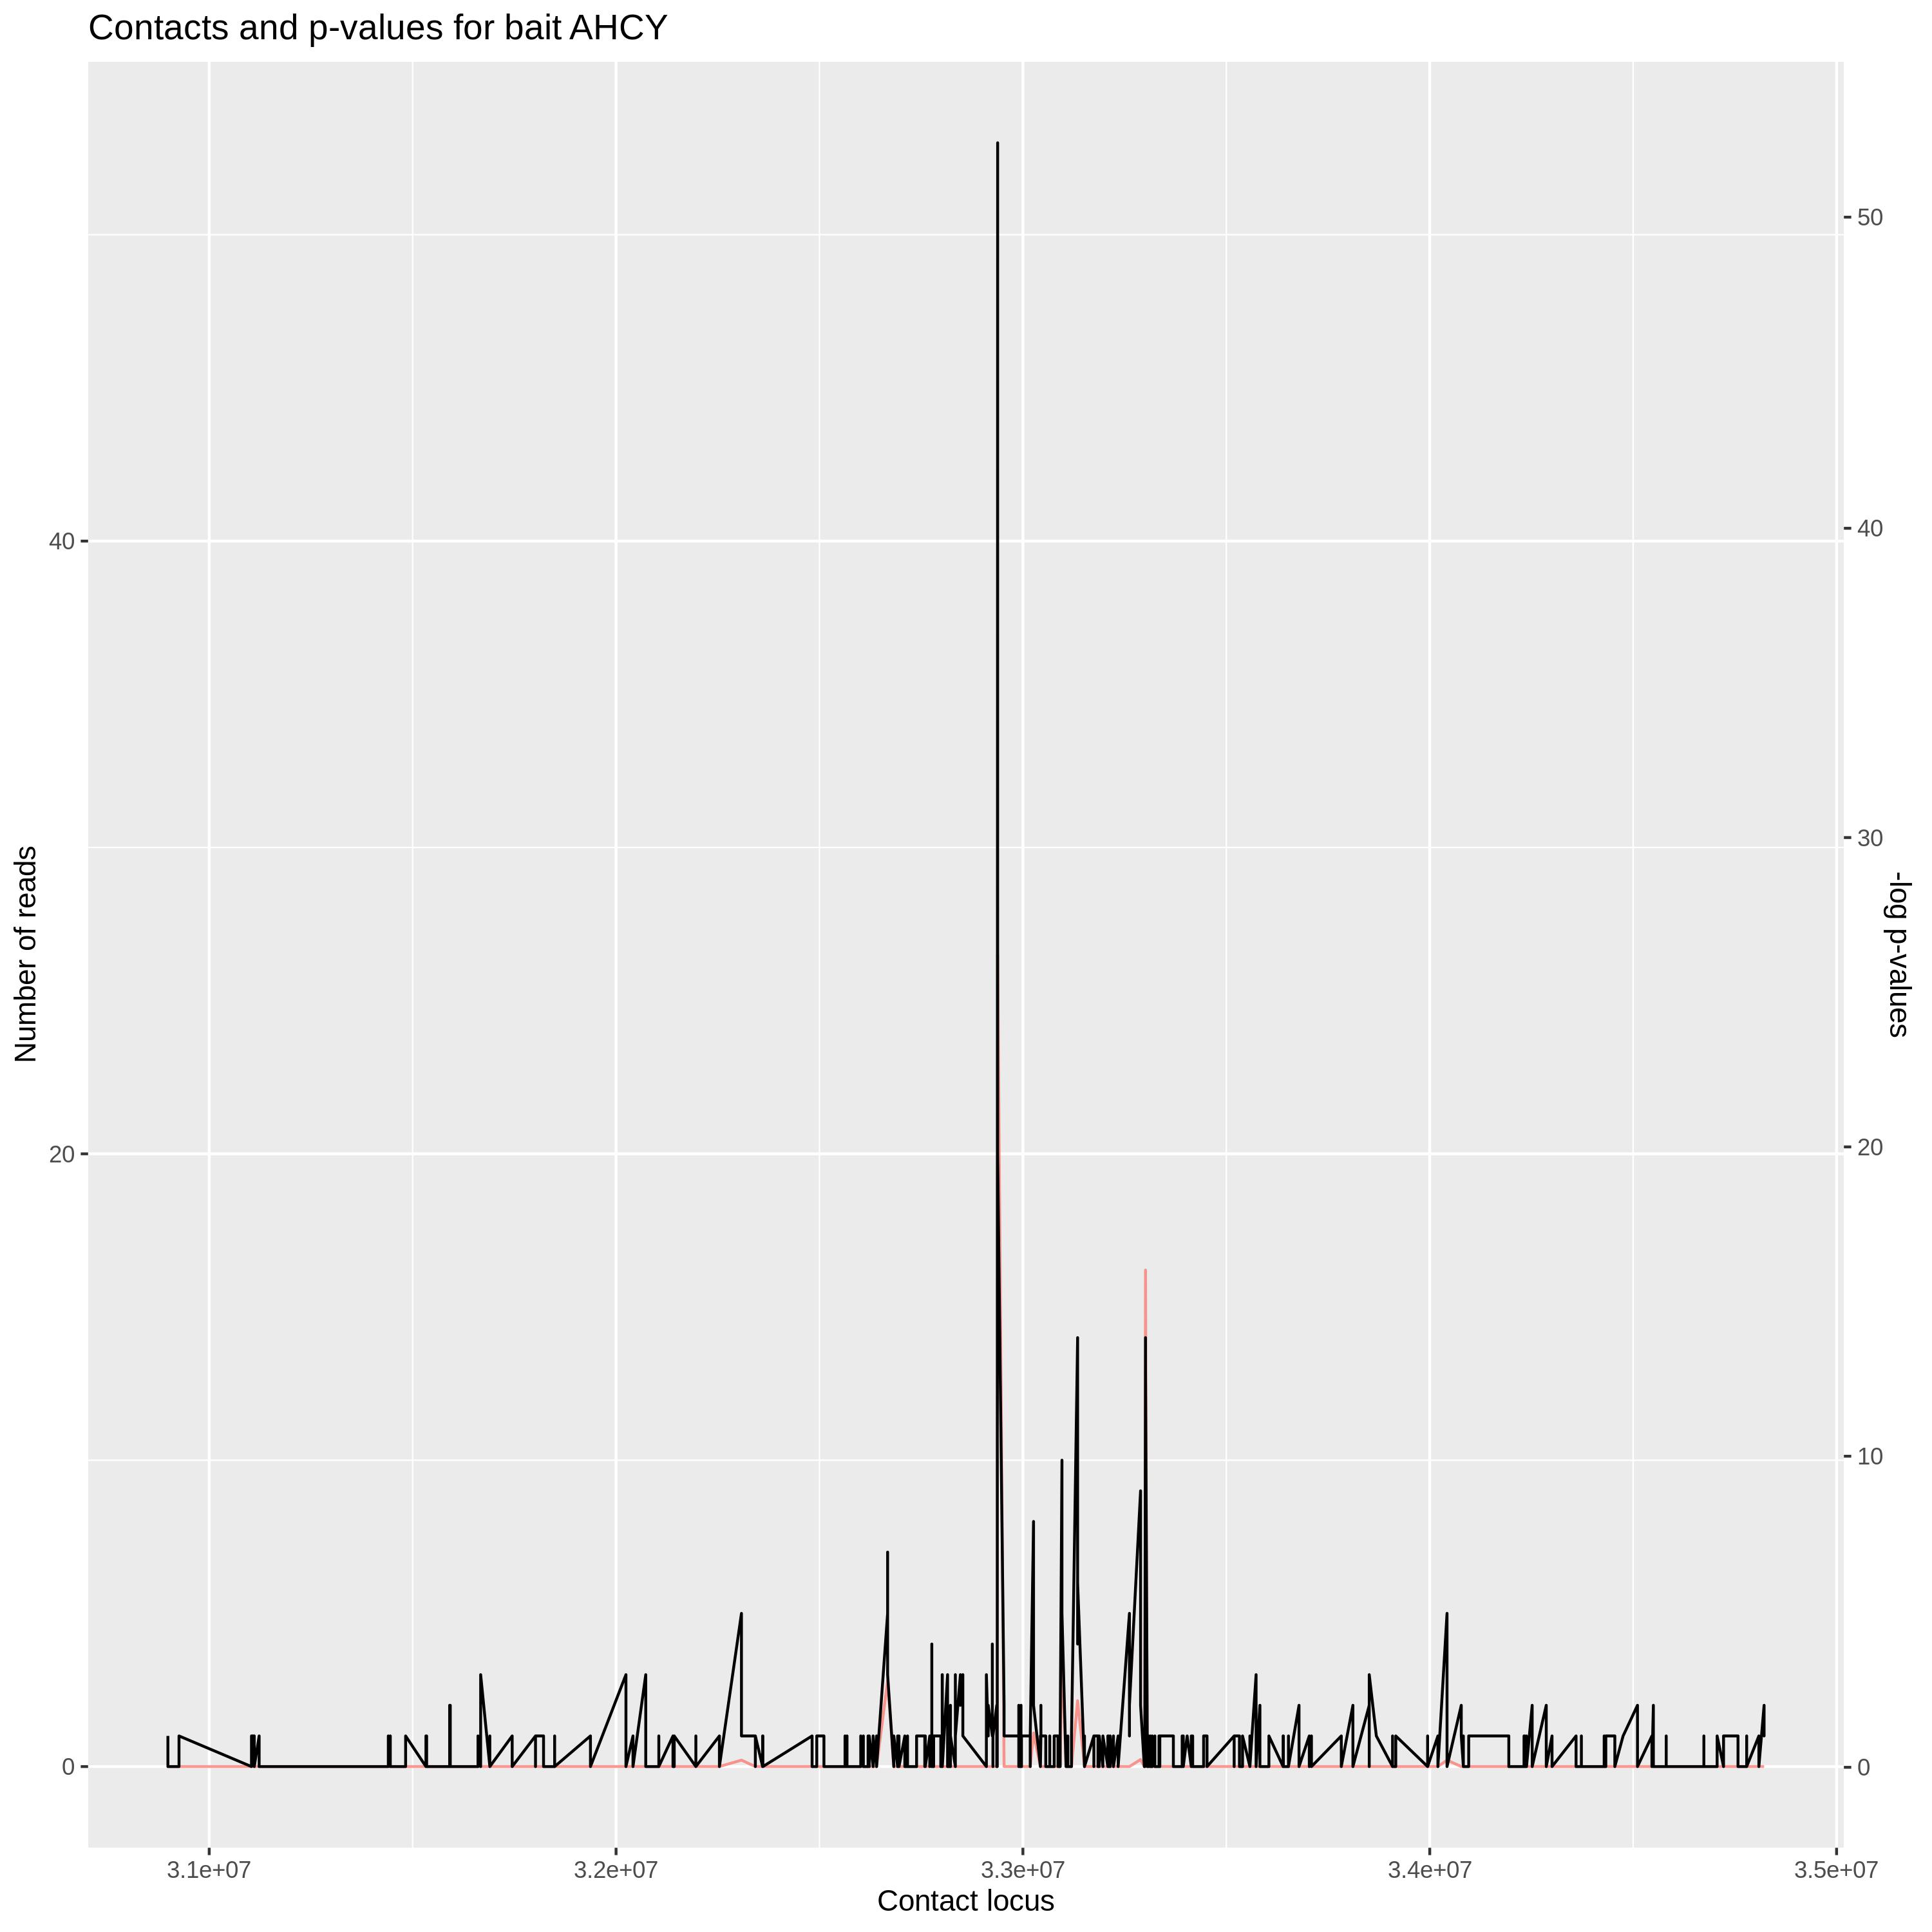 Contacts and p-values for bait AHCY
Number of reads
40
20
0
50
40
30
20
10
0
-log p-values
3.1e+07 3.2e+07 3.3e+07 3.4e+07 3.5e+07
Contact locus